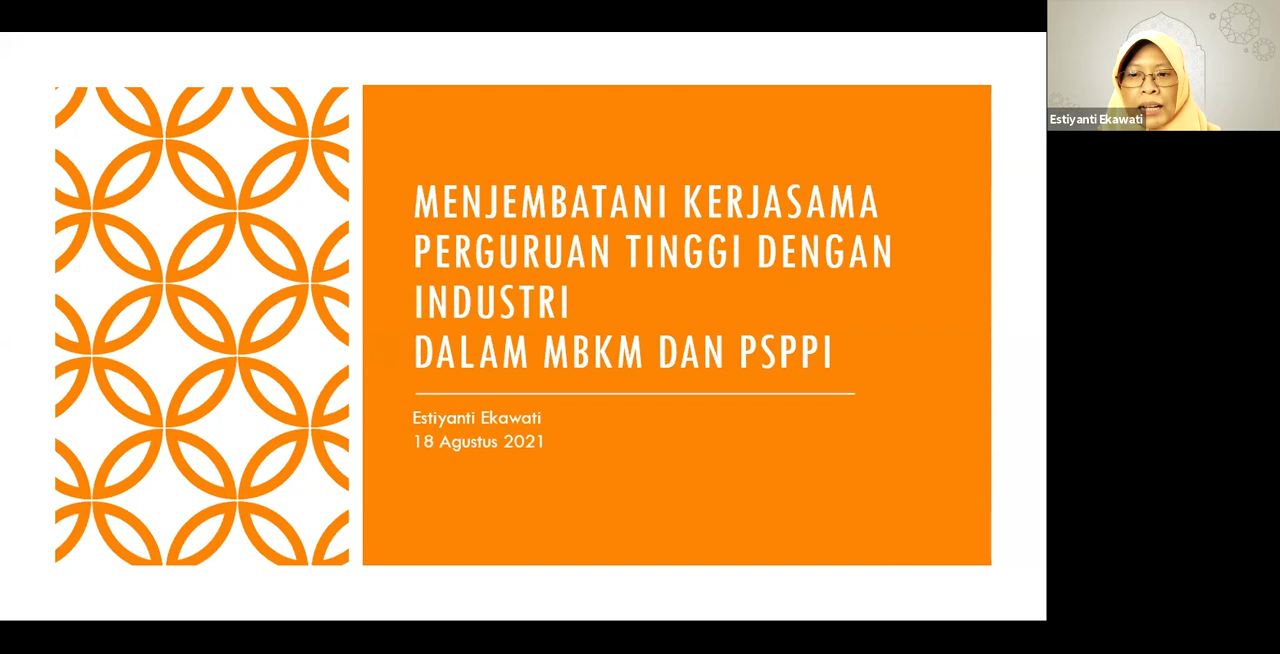 MENJEMBATANI KERJASAMA
PERGURUAN TINGGI DENGAN
INDUSTRI
DALAM MBKM DAN PSPPI
Estiyanti Ekawati
18 Agustus 2021
Estiyanti Ekawati